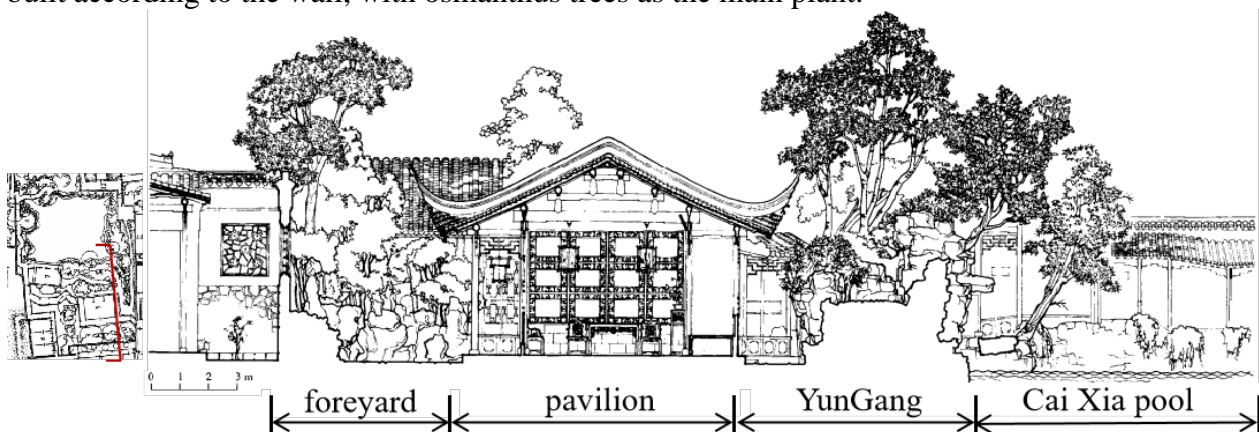 built according to the wall, with osmanthus trees as the main plant.
0 1 2 3 m
foreyard pavilion YunGang Cai Xia pool